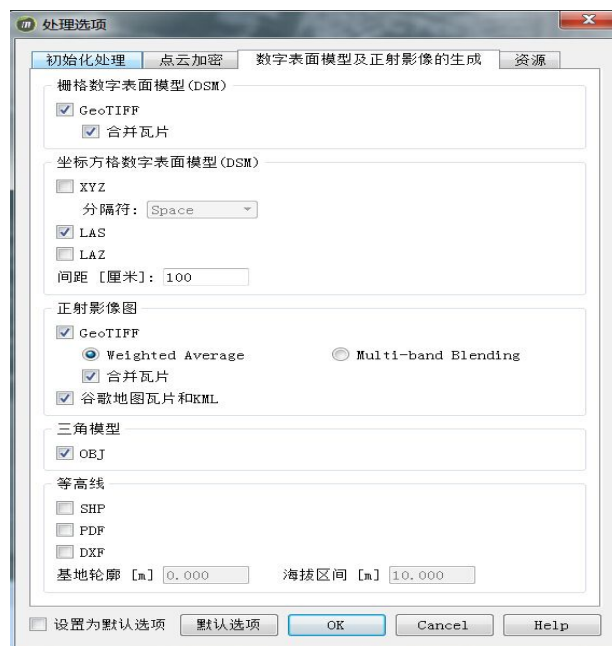 处理选项
初始化处理 点云加密 数字表面模型及正射影像的生成 资源
栅格数字表面模型(DSM)
GeoTIFF
合并瓦片
坐标方格数字表面模型(DSM)
XYZ
分隔符: Space
LAS
LAZ
间距 [厘米]: 100
正射影像图
GeoTIFF
Weighted Average Multi-band Blending
合并瓦片
谷歌地图瓦片和KML
三角模型
OBJ
等高线
SHP
PDF
DXF
基地轮廓 [m] 0.000 海拔区间 [m] 10.000
设置为默认选项 默认选项 OK Cancel Help